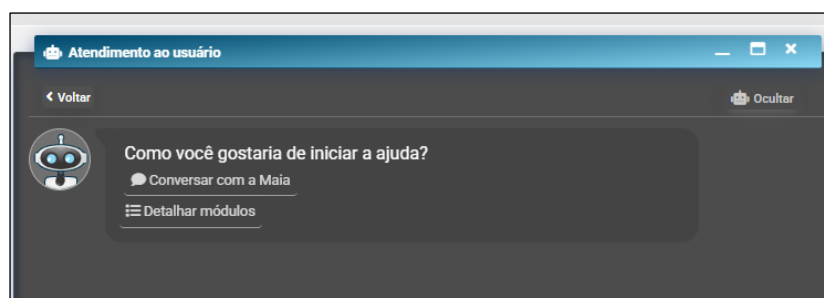 Atendimento ao usuário
Voltar
Ocultar
Como você gostaria de iniciar a ajuda?
Conversar com a Maia
Detalhar módulos